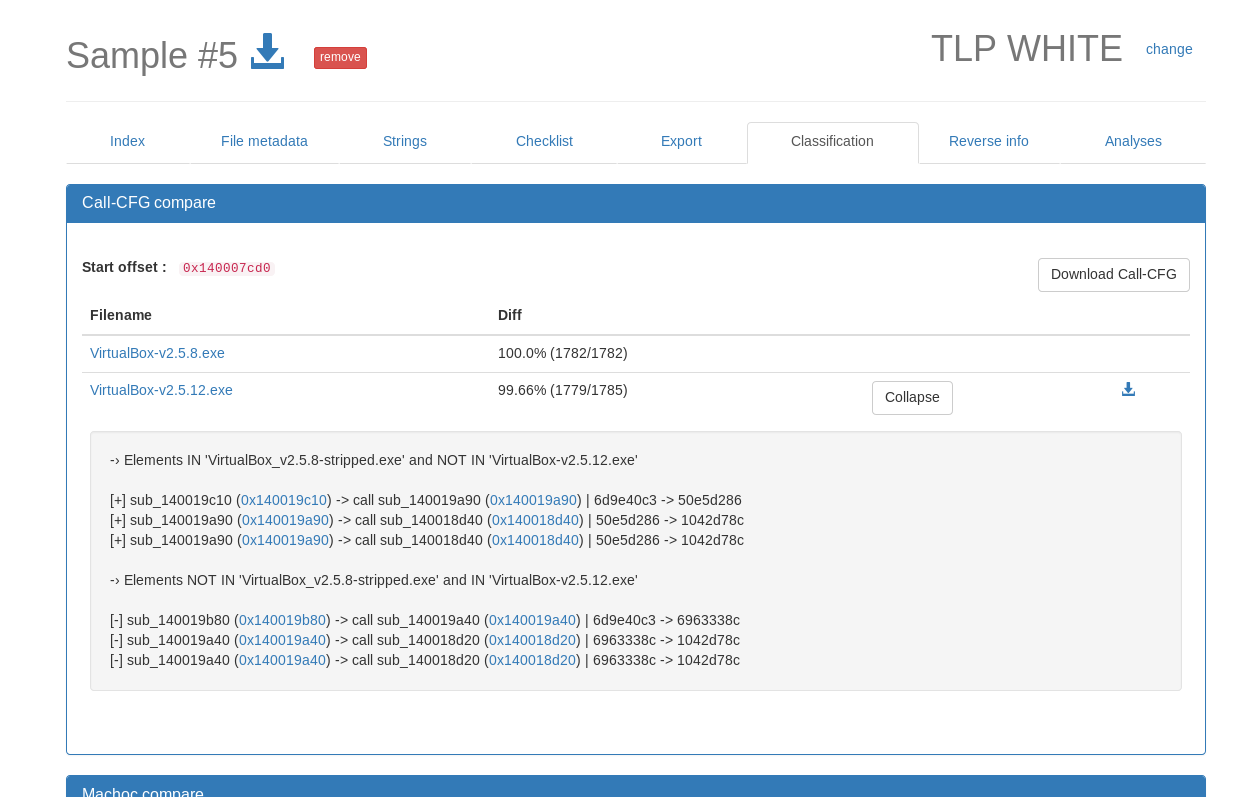 Sample #5 remove TLP WHITE change
Index File metadata Strings Checklist Export Classification Reverse info Analyses
Call-CFG compare
Start offset : 0x140007cd0 Download Call-CFG
Filename Diff
VirtualBox-v2.5.8.exe 100.0% (1782/1782)
VirtualBox-v2.5.12.exe 99.66% (1779/1785) Collapse
-› Elements IN 'VirtualBox_v2.5.8-stripped.exe' and NOT IN 'VirtualBox-v2.5.12.exe'
[+] sub_140019c10 (0x140019c10) -> call sub_140019a90 (0x140019a90) | 6d9e40c3 -> 50e5d286
[+] sub_140019a90 (0x140019a90) -> call sub_140018d40 (0x140018d40) | 50e5d286 -> 1042d78c
[+] sub_140019a90 (0x140019a90) -> call sub_140018d40 (0x140018d40) | 50e5d286 -> 1042d78c
-› Elements NOT IN 'VirtualBox_v2.5.8-stripped.exe' and IN 'VirtualBox-v2.5.12.exe'
[-] sub_140019b80 (0x140019b80) -> call sub_140019a40 (0x140019a40) | 6d9e40c3 -> 6963338c
[-] sub_140019a40 (0x140019a40) -> call sub_140018d20 (0x140018d20) | 6963338c -> 1042d78c
[-] sub_140019a40 (0x140019a40) -> call sub_140018d20 (0x140018d20) | 6963338c -> 1042d78c
Machoc compare